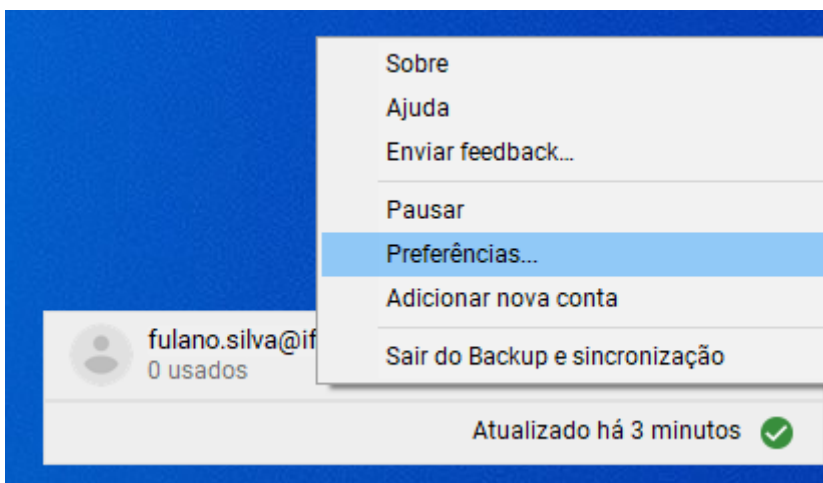 Sobre
Ajuda
Enviar feedback...
Pausar
Preferências...
Adicionar nova conta
Sair do Backup e sincronização
fulano.silva@if
0 usados
Atualizado há 3 minutos